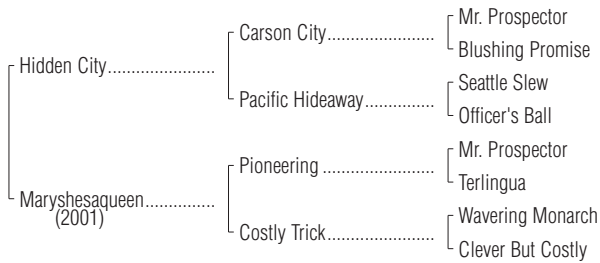 Mr. Prospector
Carson City......................
Blushing Promise
Hidden City......................
Seattle Slew
Pacific Hideaway..............
Officer's Ball
Mr. Prospector
Pioneering ......................
Terlingua
Maryshesaqueen..............
(2001)
Wavering Monarch
Costly Trick......................
Clever But Costly